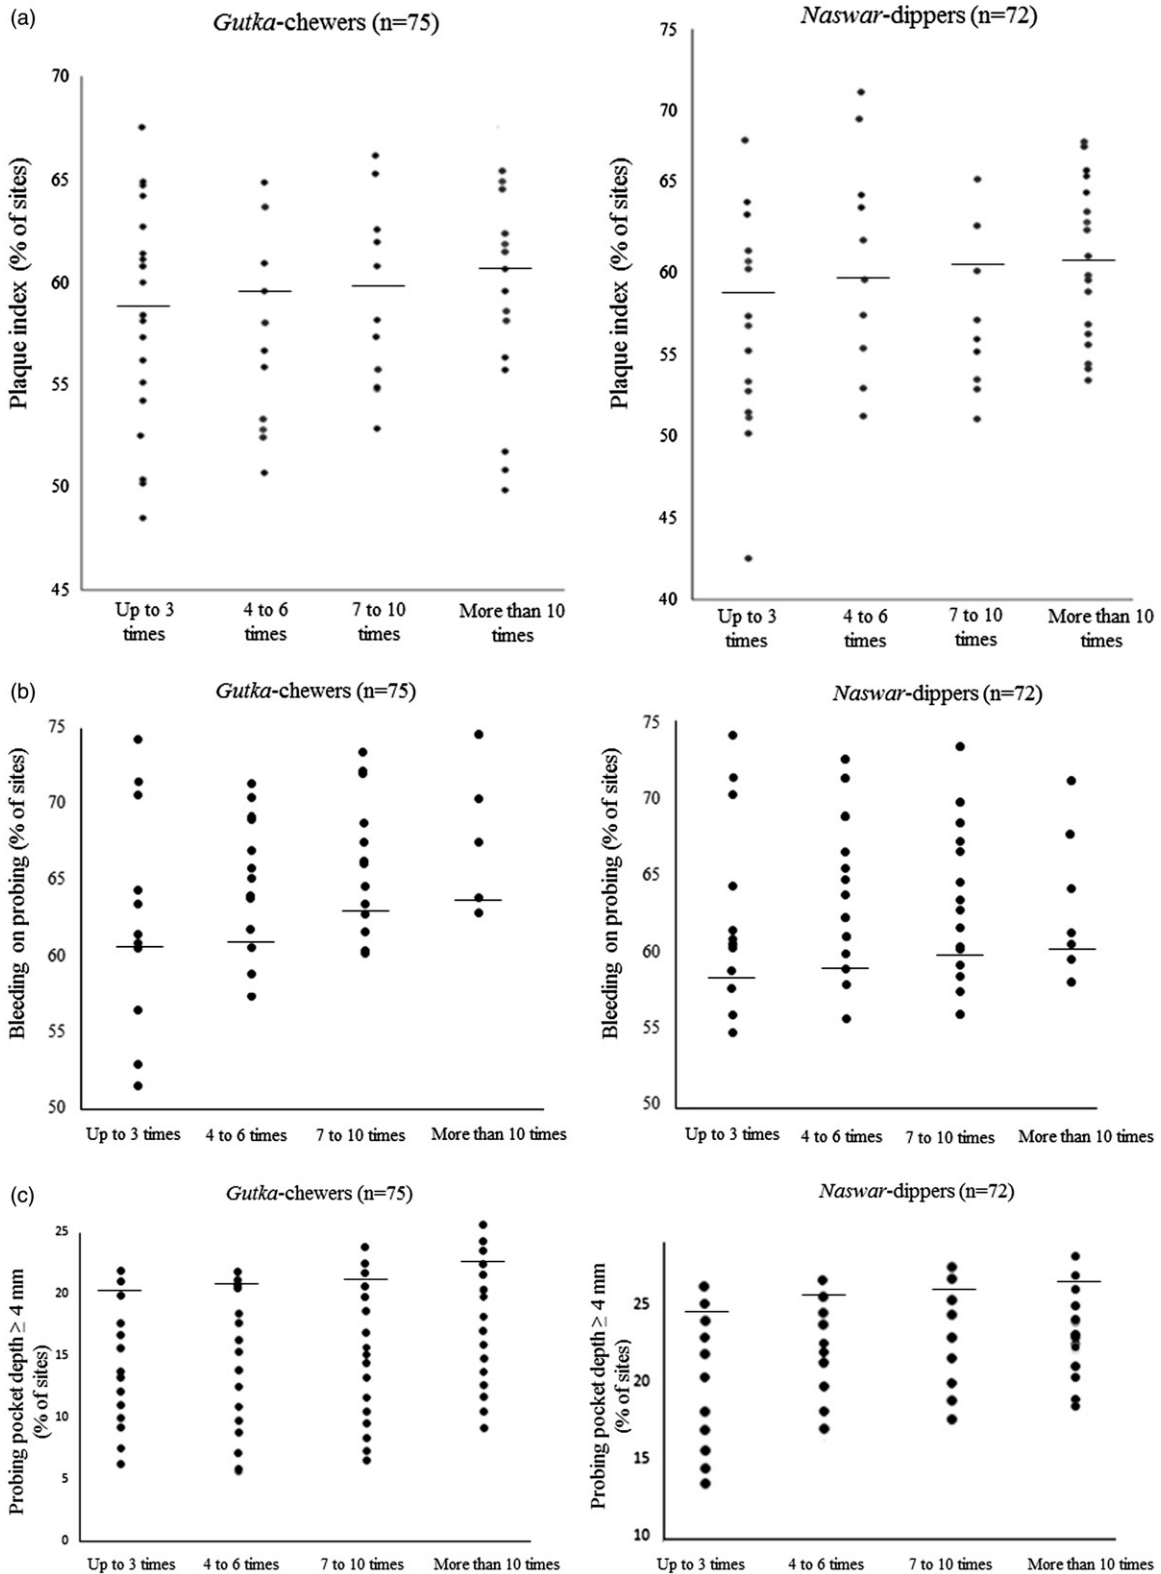 (a)
Gutka-chewers (n=75)
Plaque index (% of sites)
70
65
60
55
50
45
Up to 3
times
4 to 6
times
7 to 10
times
More than 10
times
Naswar-dippers (n=72)
Plaque index (% of sites)
75
70
65
60
55
50
45
40
Up to 3
times
4 to 6
times
7 to 10
times
More than 10
times
(b)
Gutka-chewers (n=75)
Bleeding on probing (% of sites)
75
70
65
60
55
50
Up to 3 times
4 to 6 times
7 to 10 times
More than 10 times
Naswar-dippers (n=72)
Bleeding on probing (% of sites)
75
70
65
60
55
50
Up to 3 times
4 to 6 times
7 to 10 times
More than 10 times
(c)
Gutka-chewers (n=75)
Probing pocket depth ≥ 4 mm
(% of sites)
25
20
15
10
5
0
Up to 3 times
4 to 6 times
7 to 10 times
More than 10 times
Naswar-dippers (n=72)
Probing pocket depth ≥ 4 mm
(% of sites)
25
20
15
10
Up to 3 times
4 to 6 times
7 to 10 times
More than 10 times